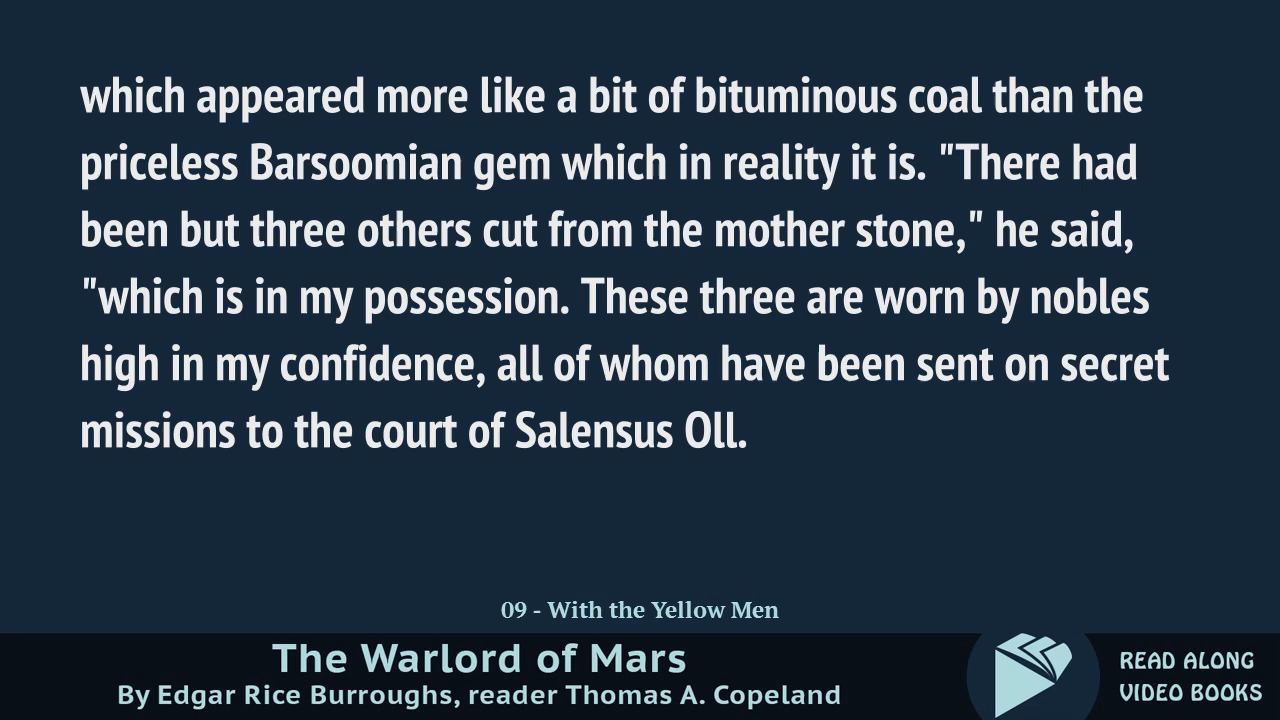 which appeared more like a bit of bituminous coal than the
priceless Barsoomian gem which in reality it is. "There had
been but three others cut from the mother stone," he said,
"which is in my possession. These three are worn by nobles
high in my confidence, all of whom have been sent on secret
missions to the court of Salensus Oll.
09 - With the Yellow Men
The Warlord of Mars
By Edgar Rice Burroughs, reader Thomas A. Copeland
READ ALONG
VIDEO BOOKS